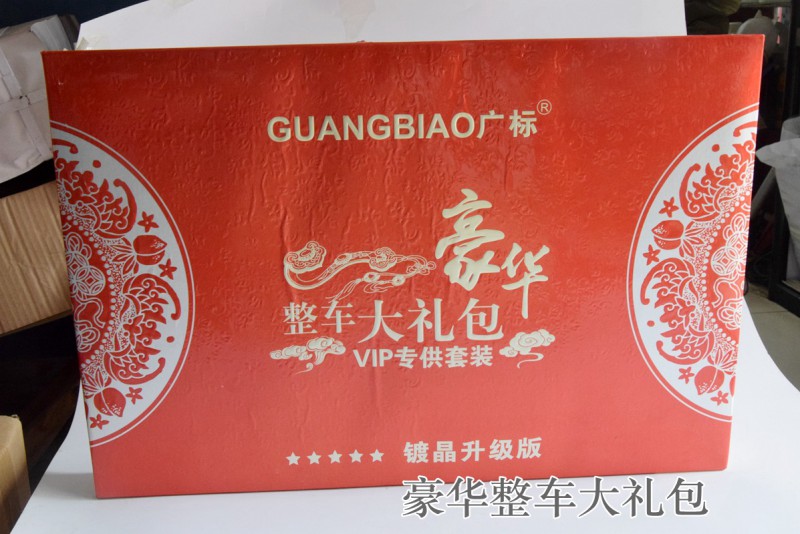 GUANGBIAO广标®
豪华
整车大礼包
VIP专供套装
★★★★★ 镀晶升级版
豪华整车大礼包